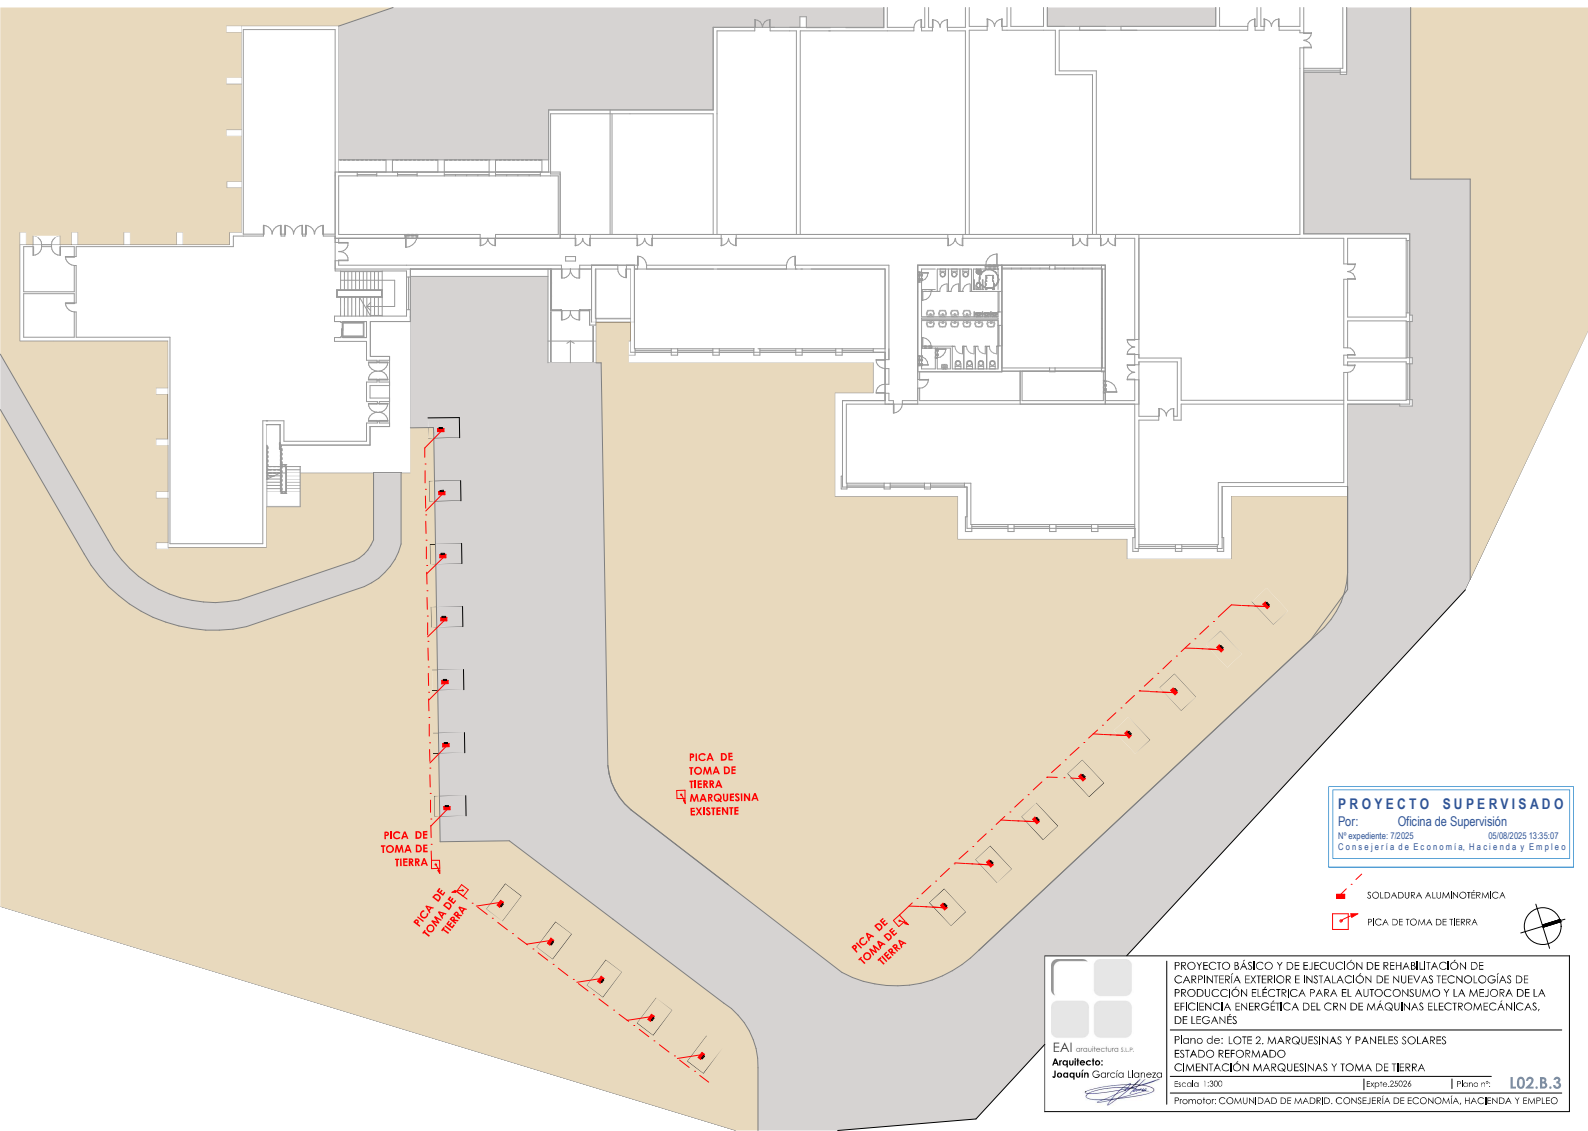 PICA DE
TOMA DE
TIERRA
MARQUESINA
EXISTENTE
PICA DE
TOMA DE
TIERRA
PICA DE
TOMA DE
TIERRA
PICA DE
TOMA DE
TIERRA
PROYECTO SUPERVISADO
Por: Oficina de Supervisión
Nº expediente: 7/2025 05/08/2025 13:35:07
Consejería de Economía, Hacienda y Empleo
SOLDADURA ALUMINOTÉRMICA
PICA DE TOMA DE TIERRA
PROYECTO BÁSICO Y DE EJECUCIÓN DE REHABILITACIÓN DE
CARPINTERÍA EXTERIOR E INSTALACIÓN DE NUEVAS TECNOLOGÍAS DE
PRODUCCIÓN ELÉCTRICA PARA EL AUTOCONSUMO Y LA MEJORA DE LA
EFICIENCIA ENERGÉTICA DEL CRN DE MÁQUINAS ELECTROMECÁNICAS,
DE LEGANÉS
EAI arquitectura S.L.P.
Arquitecto:
Joaquín García Llaneza
Plano de: LOTE 2. MARQUESINAS Y PANELES SOLARES
ESTADO REFORMADO
CIMENTACIÓN MARQUESINAS Y TOMA DE TIERRA
Escala 1:300 Expte.25026 Plano nº: L02.B.3
Promotor: COMUNIDAD DE MADRID. CONSEJERÍA DE ECONOMÍA, HACIENDA Y EMPLEO